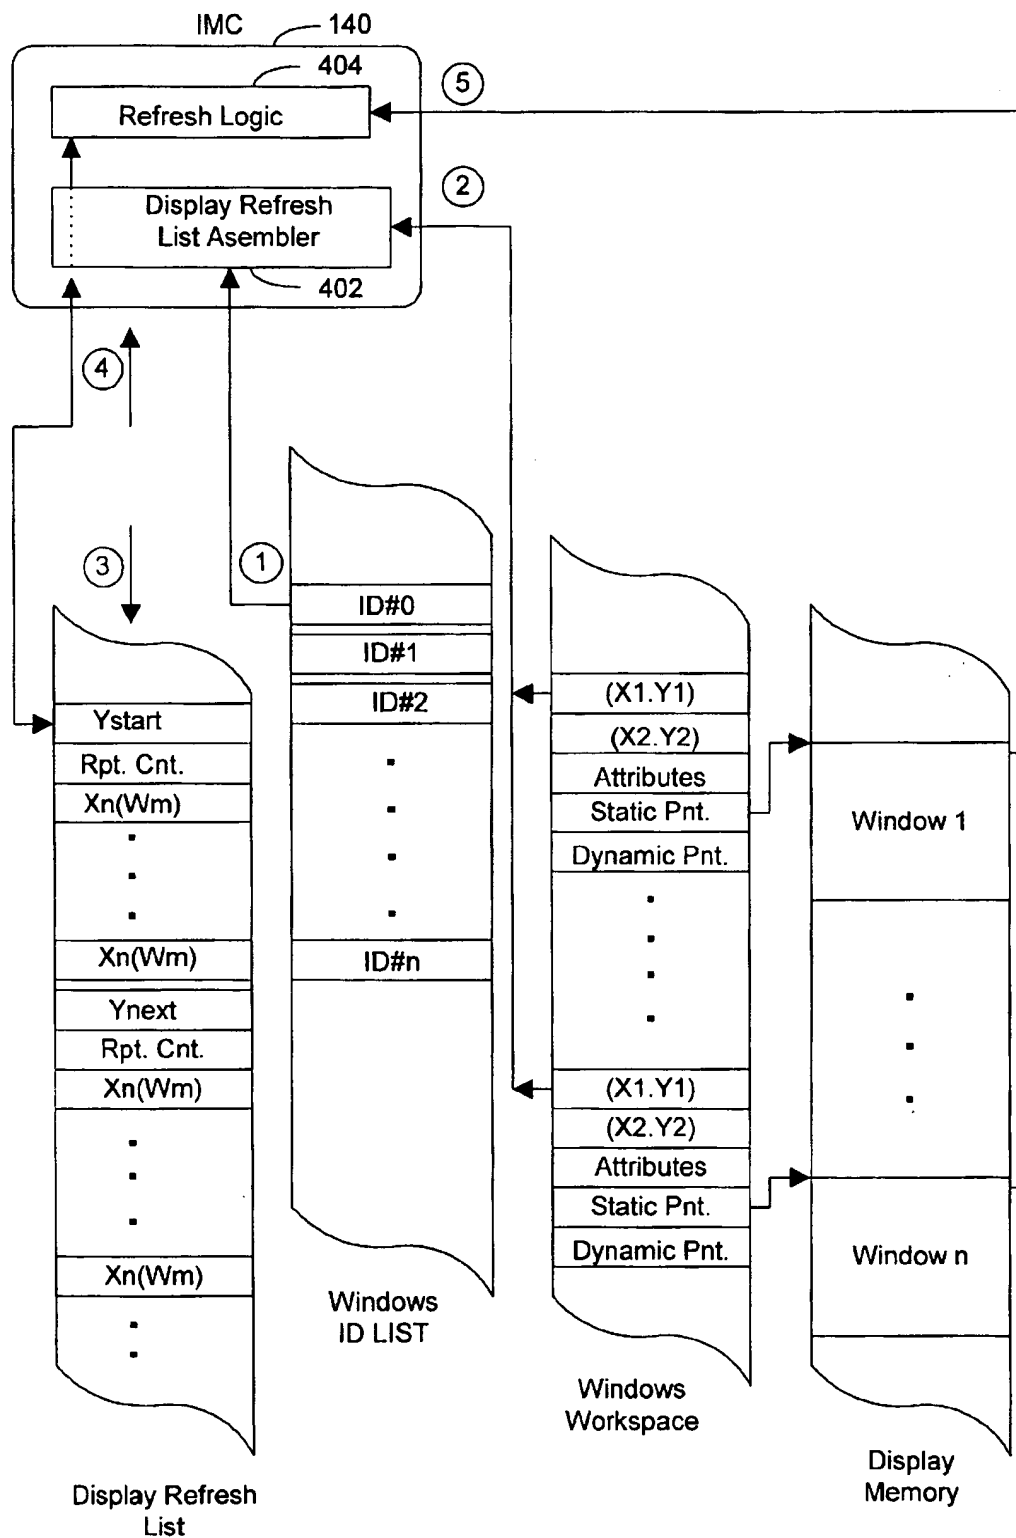 IMC
140
404
5
Refresh Logic
2
Display Refresh
List Asembler
402
4
3
1
Ystart
Rpt. Cnt.
Xn(Wm)
Xn(Wm)
Ynext
Rpt. Cnt.
Xn(Wm)
Xn(Wm)
Display Refresh
List
ID#0
ID#1
ID#2
ID#n
Windows
ID LIST
(X1.Y1)
(X2.Y2)
Attributes
Static Pnt.
Dynamic Pnt.
(X1.Y1)
(X2.Y2)
Attributes
Static Pnt.
Dynamic Pnt.
Windows
Workspace
Window 1
Window n
Display
Memory